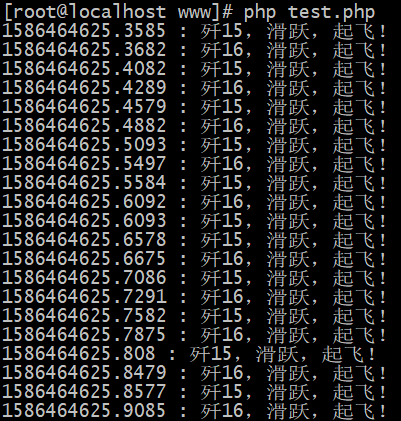 [root@localhost www]# php test.php
1586464625.3585 : 歼15，滑跃，起飞！
1586464625.3682 : 歼16，滑跃，起飞！
1586464625.4082 : 歼15，滑跃，起飞！
1586464625.4289 : 歼16，滑跃，起飞！
1586464625.4579 : 歼15，滑跃，起飞！
1586464625.4882 : 歼16，滑跃，起飞！
1586464625.5093 : 歼15，滑跃，起飞！
1586464625.5497 : 歼16，滑跃，起飞！
1586464625.5584 : 歼15，滑跃，起飞！
1586464625.6092 : 歼16，滑跃，起飞！
1586464625.6093 : 歼15，滑跃，起飞！
1586464625.6578 : 歼15，滑跃，起飞！
1586464625.6675 : 歼16，滑跃，起飞！
1586464625.7086 : 歼15，滑跃，起飞！
1586464625.7291 : 歼16，滑跃，起飞！
1586464625.7582 : 歼15，滑跃，起飞！
1586464625.7875 : 歼16，滑跃，起飞！
1586464625.808 : 歼15，滑跃，起飞！
1586464625.8479 : 歼16，滑跃，起飞！
1586464625.8577 : 歼15，滑跃，起飞！
1586464625.9085 : 歼16，滑跃，起飞！